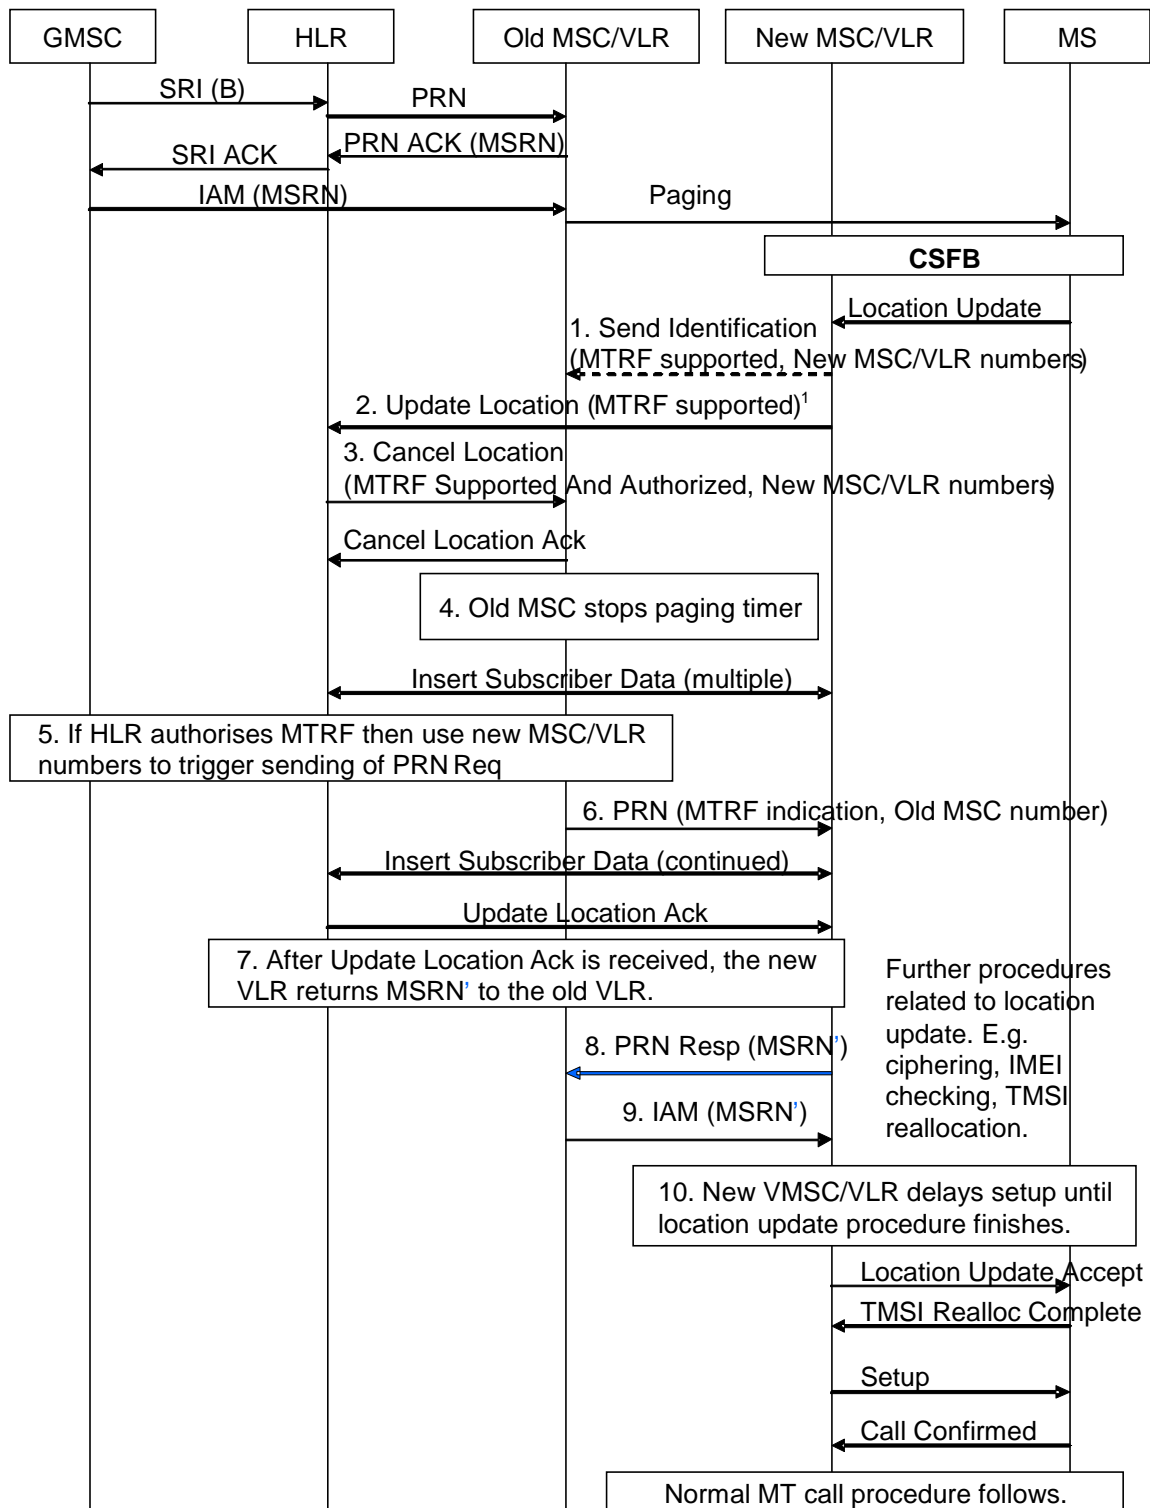 GMSC
HLR
Old MSC/VLR
New MSC/VLR
MS
SRI (B)
PRN
PRN ACK (MSRN)
SRI ACK
IAM (MSRN)
Paging
CSFB
Location Update
1. Send Identification
(MTRF supported, New MSC/VLR numbers)
2. Update Location (MTRF supported)1
3. Cancel Location
(MTRF Supported And Authorized, New MSC/VLR numbers)
Cancel Location Ack
4. Old MSC stops paging timer
Insert Subscriber Data (multiple)
5. If HLR authorises MTRF then use new MSC/VLR
numbers to trigger sending of PRN Req
6. PRN (MTRF indication, Old MSC number)
Insert Subscriber Data (continued)
Update Location Ack
7. After Update Location Ack is received, the new
VLR returns MSRN’ to the old VLR.
Further procedures
related to location
update. E.g.
ciphering, IMEI
checking, TMSI
reallocation.
8. PRN Resp (MSRN’)
9. IAM (MSRN’)
10. New VMSC/VLR delays setup until
location update procedure finishes.
Location Update Accept
TMSI Realloc Complete
Setup
Call Confirmed
Normal MT call procedure follows.